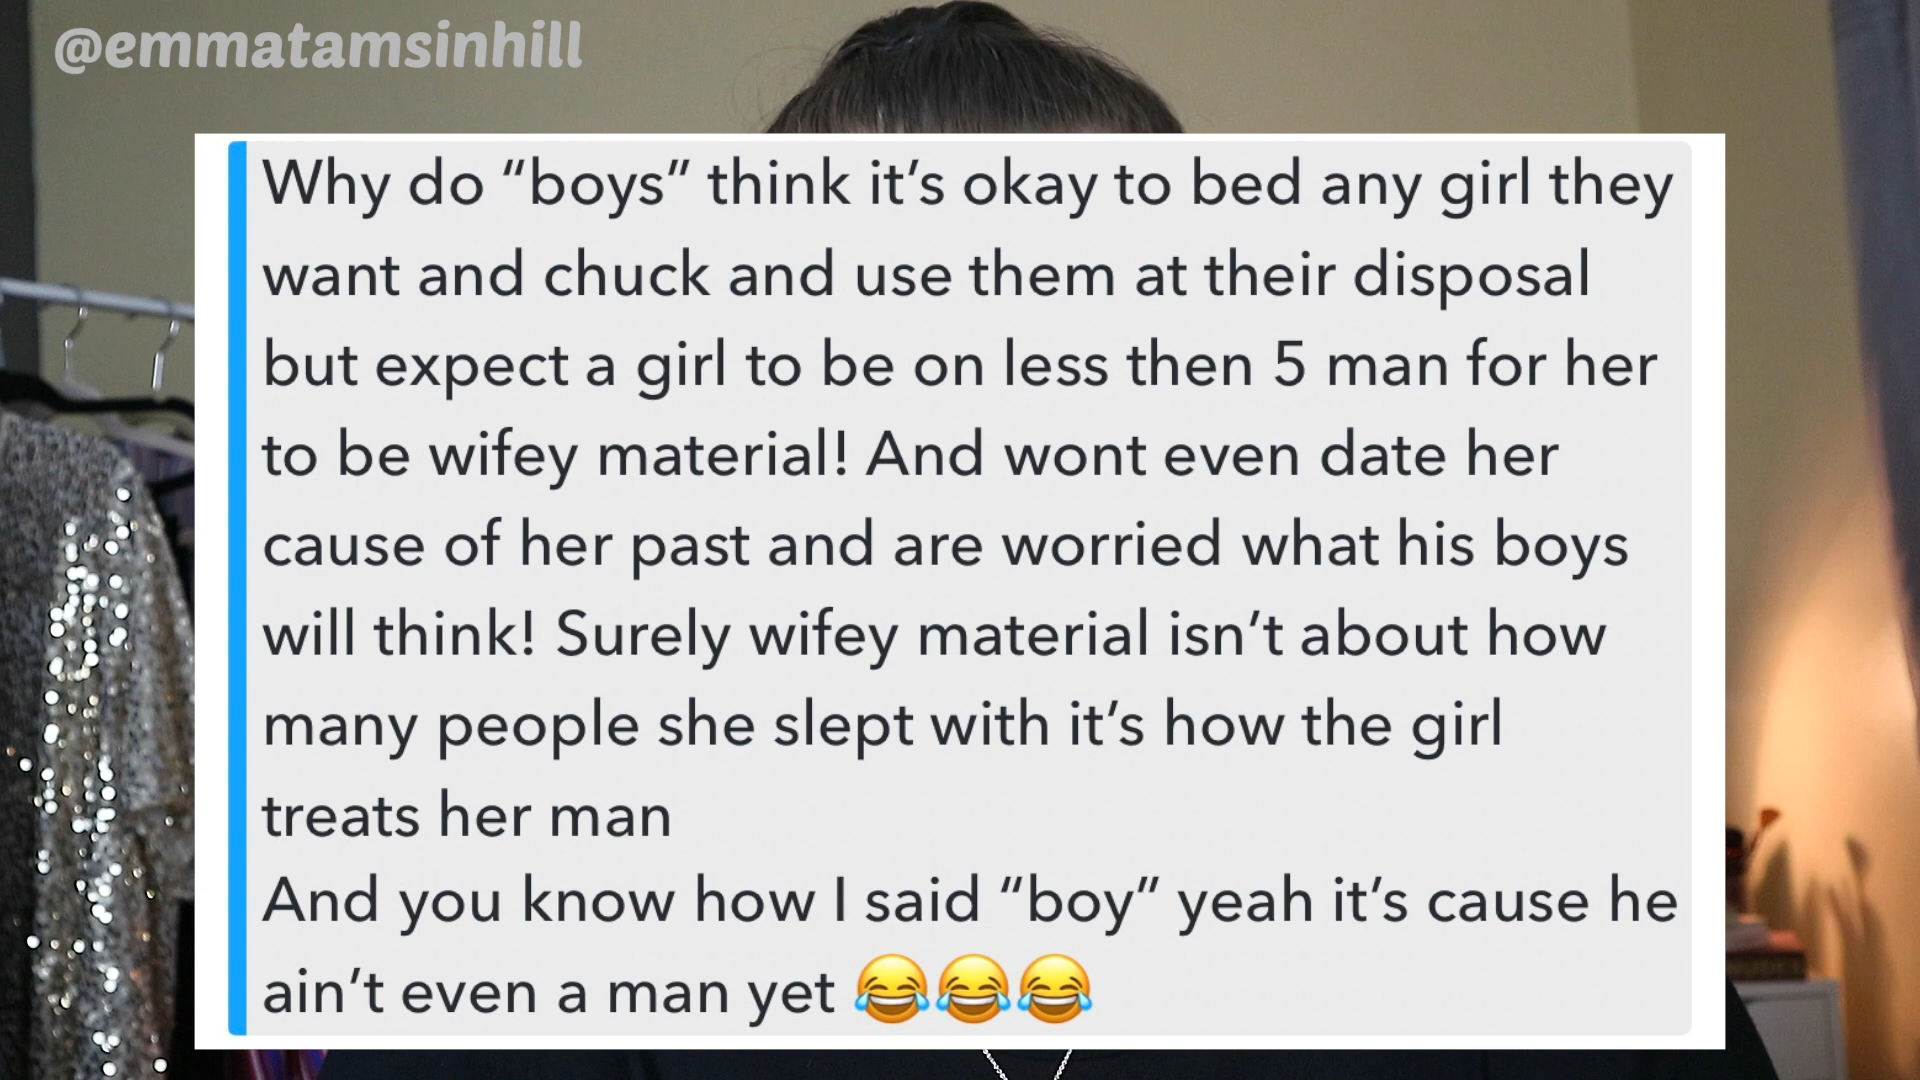 @emmatamsinhill
Why do “boys” think it’s okay to bed any girl they
want and chuck and use them at their disposal
but expect a girl to be on less then 5 man for her
to be wifey material! And wont even date her
cause of her past and are worried what his boys
will think! Surely wifey material isn’t about how
many people she slept with it’s how the girl
treats her man
And you know how I said “boy” yeah it’s cause he
ain’t even a man yet 😂😂😂